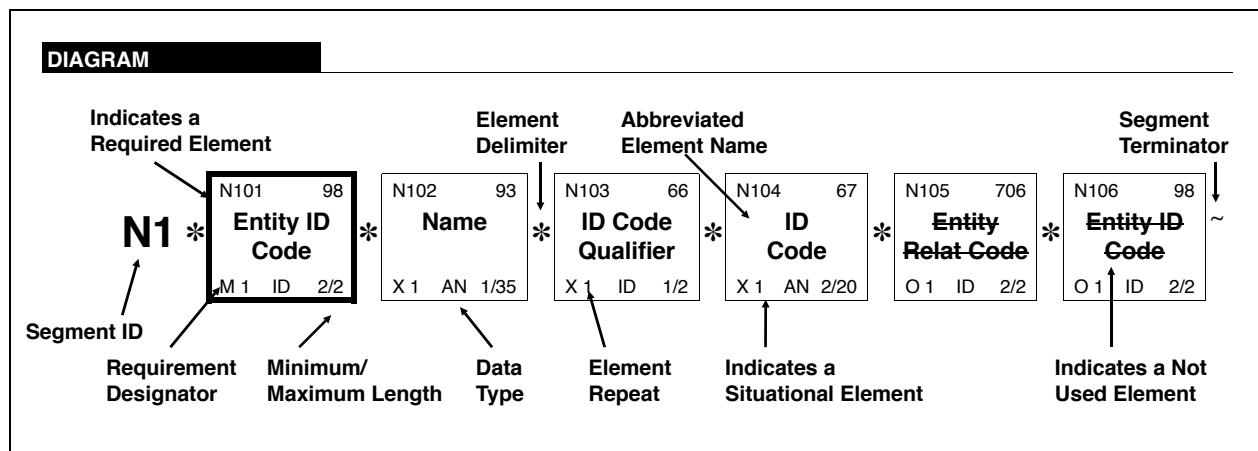 DIAGRAM
Indicates a
Required Element
Element
Delimiter
Abbreviated
Element Name
Segment
Terminator
N101 98
N102 93
N103 66
N104 67
N105 706
N106 98
N1 * Entity ID * Name * ID Code * ID * Entity * Entity ID ~
Code Qualifier Code Relat Code Code
M 1 ID 2/2
X 1 AN 1/35
X 1 ID 1/2
X 1 AN 2/20
O 1 ID 2/2
O 1 ID 2/2
Segment ID
Requirement
Designator
Minimum/
Maximum Length
Data
Type
Element
Repeat
Indicates a
Situational Element
Indicates a Not
Used Element